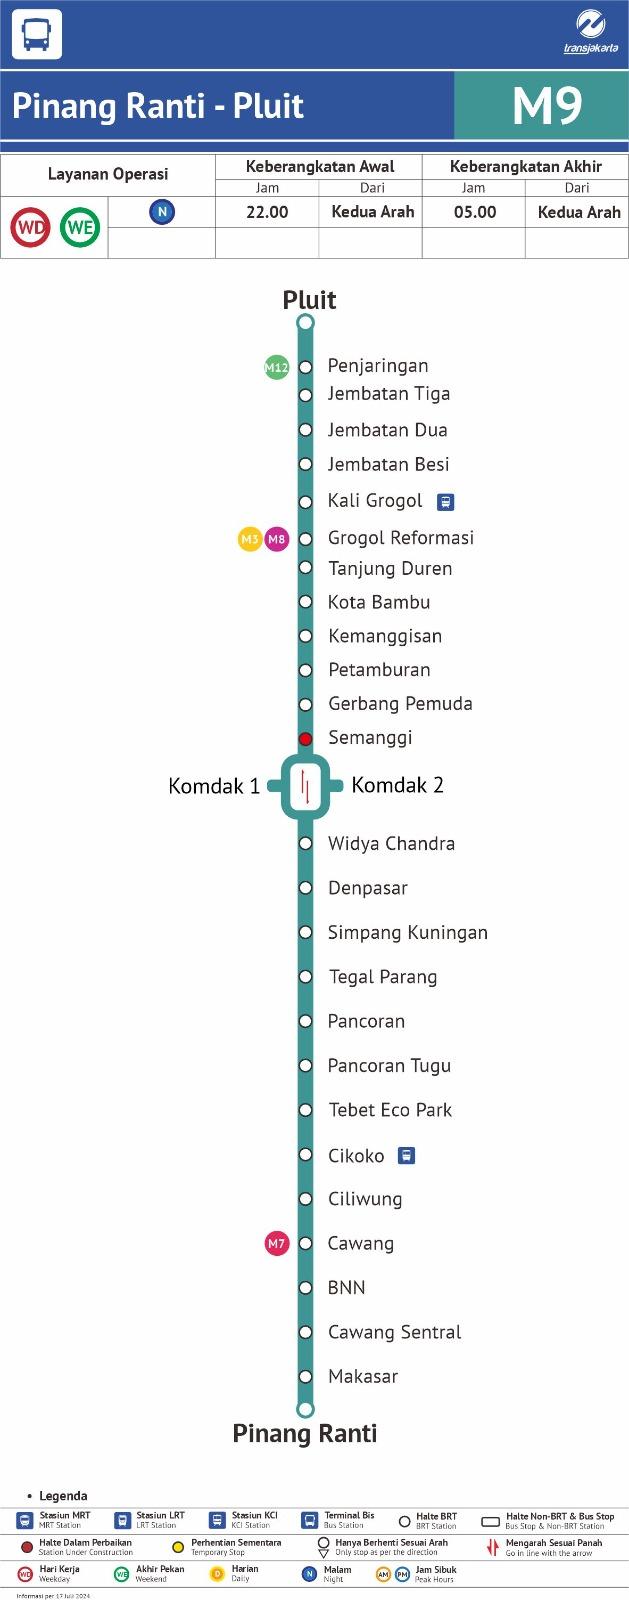 transjakarta
Pinang Ranti - Pluit
M9
Layanan Operasi
Keberangkatan Awal
Keberangkatan Akhir
Jam
Dari
Jam
Dari
WD
WE
N
22.00
Kedua Arah
05.00
Kedua Arah
Pluit
M12
Penjaringan
Jembatan Tiga
Jembatan Dua
Jembatan Besi
Kali Grogol
M3
M8
Grogol Reformasi
Tanjung Duren
Kota Bambu
Kemanggisan
Petamburan
Gerbang Pemuda
Semanggi
Komdak 1
Komdak 2
Widya Chandra
Denpasar
Simpang Kuningan
Tegal Parang
Pancoran
Pancoran Tugu
Tebet Eco Park
Cikoko
Ciliwung
M7
Cawang
BNN
Cawang Sentral
Makasar
Pinang Ranti
• Legenda
Stasiun MRT
MRT Station
Stasiun LRT
LRT Station
Stasiun KCI
KCI Station
Terminal Bis
Bus Station
Halte BRT
BRT Station
Halte Non-BRT & Bus Stop
Bus Stop & Non-BRT Station
Halte Dalam Perbaikan
Station Under Construction
Perhentian Sementara
Temporary Stop
Hanya Berhenti Sesuai Arah
Only stop as per the direction
Mengarah Sesuai Panah
Go in line with the arrow
WD
Hari Kerja
Weekday
WE
Akhir Pekan
Weekend
D
Harian
Daily
N
Malam
Night
AM
PM
Jam Sibuk
Peak Hours
Informasi per 17 Juli 2024